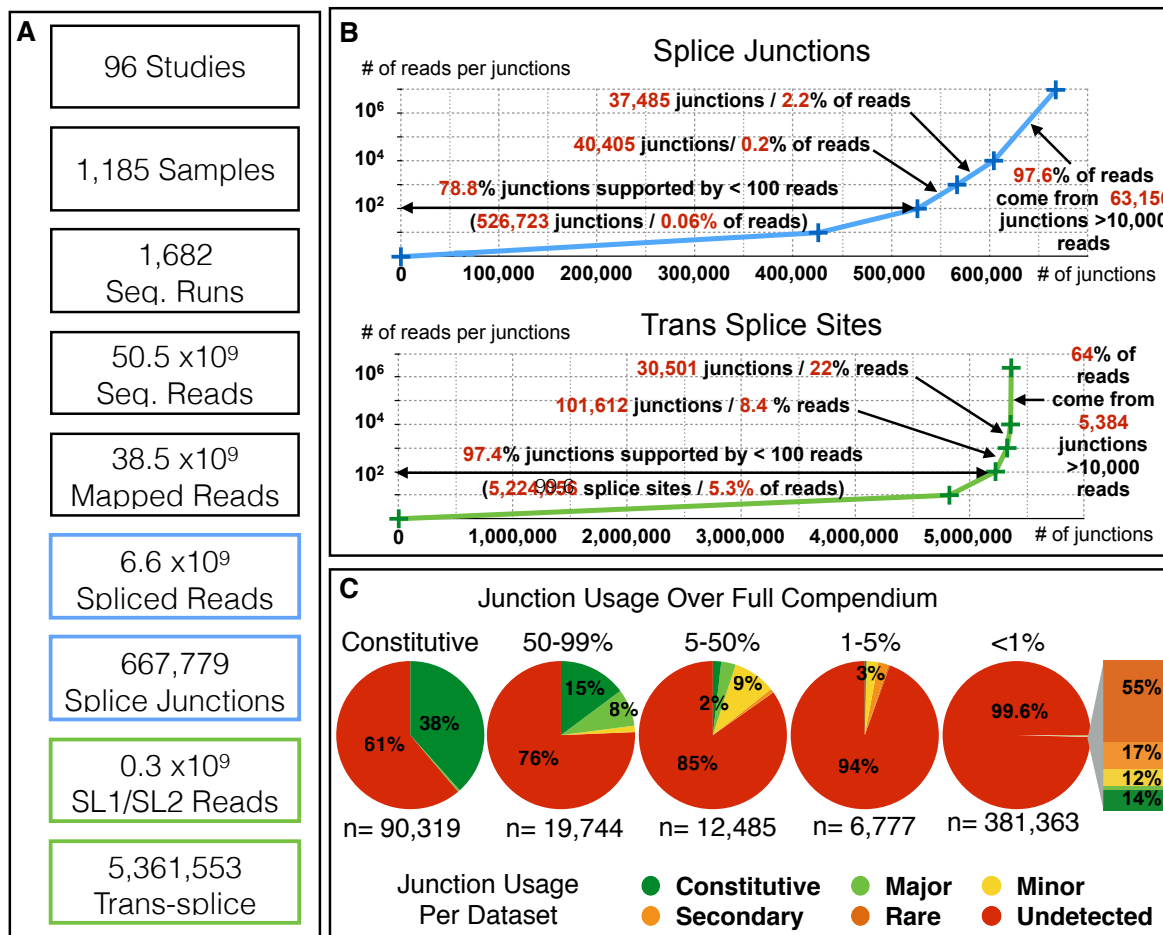 A
96 Studies
1,185 Samples
1,682
Seq. Runs
50.5 x10⁹
Seq. Reads
38.5 x10⁹
Mapped Reads
6.6 x10⁹
Spliced Reads
667,779
Splice Junctions
0.3 x10⁹
SL1/SL2 Reads
5,361,553
Trans-splice
B
Splice Junctions
# of reads per junctions
10⁶
10⁴
10²
37,485 junctions / 2.2% of reads
40,405 junctions/ 0.2% of reads
78.8% junctions supported by < 100 reads
(526,723 junctions / 0.06% of reads)
97.6% of reads
come from 63,156
junctions >10,000
reads
0 100,000 200,000 300,000 400,000 500,000 600,000 # of junctions
Trans Splice Sites
# of reads per junctions
10⁶
10⁴
10²
30,501 junctions / 22% reads
101,612 junctions / 8.4 % reads
97.4% junctions supported by < 100 reads
(5,224,056 splice sites / 5.3% of reads)
99.6
64% of
reads
come from
5,384
junctions
>10,000
reads
0 1,000,000 2,000,000 3,000,000 4,000,000 5,000,000 # of junctions
C
Junction Usage Over Full Compendium
Constitutive 50-99% 5-50% 1-5% <1%
38%
61%
15%
8%
76%
2%
9%
85%
3%
94%
99.6%
55%
17%
12%
14%
n= 90,319 n= 19,744 n= 12,485 n= 6,777 n= 381,363
Junction Usage
Per Dataset
Constitutive Major Minor
Secondary Rare Undetected